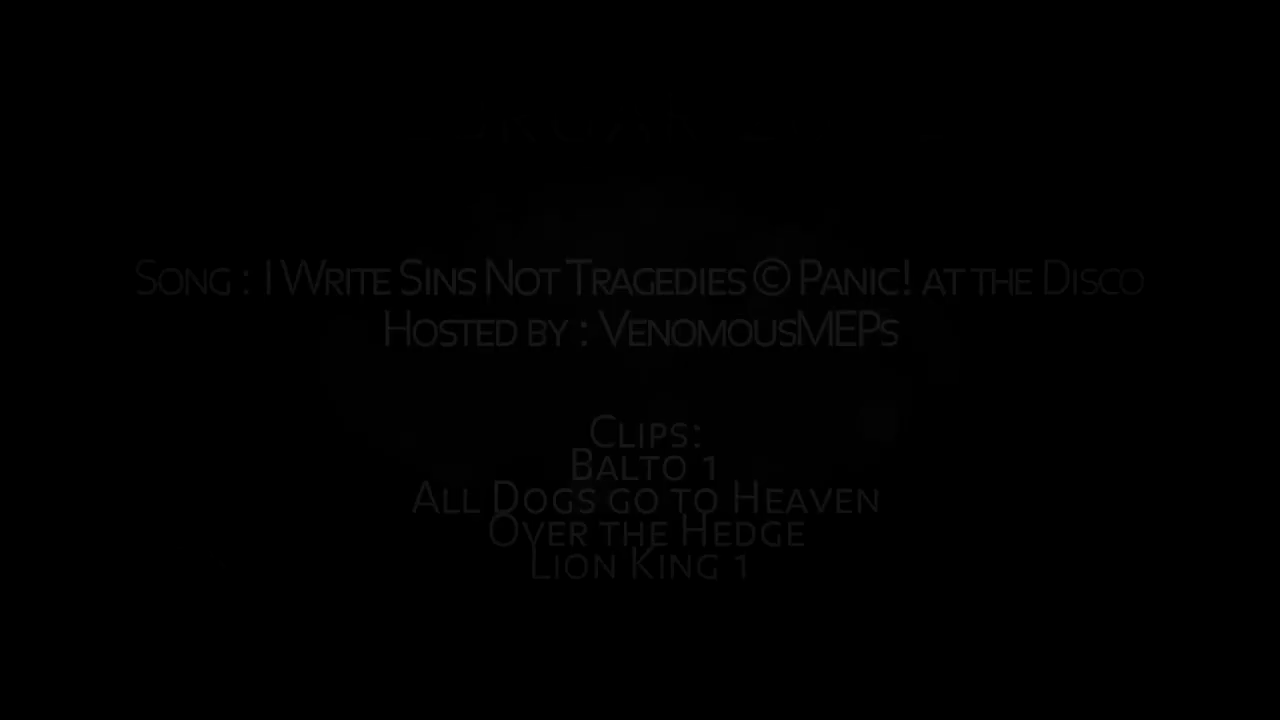 Song : I Write Sins Not Tragedies © Panic! at the Disco
Hosted by : VenomousMEPs
Clips:
Balto 1
All Dogs go to Heaven
Over the Hedge
Lion King 1